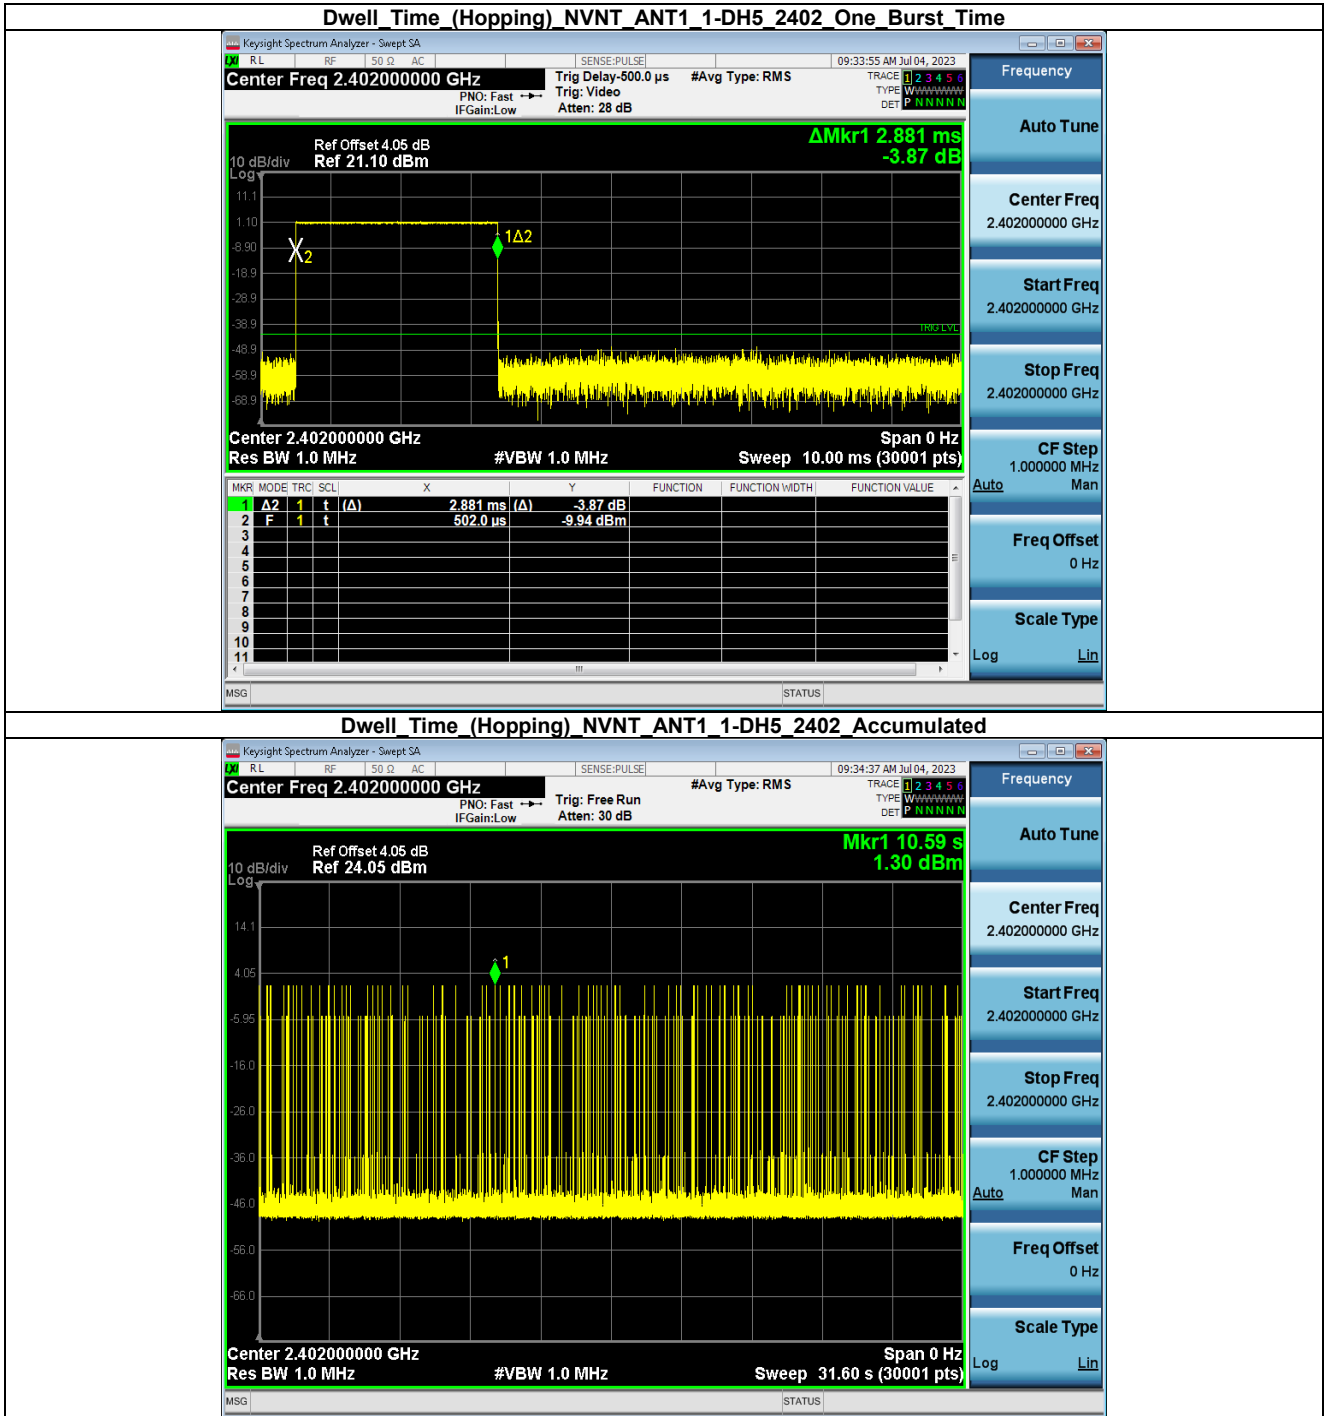 Dwell_Time_(Hopping)_NVNT_ANT1_1-DH5_2402_One_Burst_Time
Keysight Spectrum Analyzer - Swept SA
LXI RL RF 50 Ω AC SENSE:PULSE 09:33:55 AM Jul 04, 2023
Center Freq 2.402000000 GHz
PNO: Fast
IFGain:Low
Trig Delay-500.0 µs
Trig: Video
Atten: 28 dB
#Avg Type: RMS
TRACE 1 2 3 4 5 6
TYPE W
DET P N N N N N
Frequency
Auto Tune
Center Freq
2.402000000 GHz
Start Freq
2.402000000 GHz
Stop Freq
2.402000000 GHz
CF Step
1.000000 MHz
Auto Man
Freq Offset
0 Hz
Scale Type
Log Lin
ΔMkr1 2.881 ms
-3.87 dB
Ref Offset 4.05 dB
10 dB/div Ref 21.10 dBm
Log
11.1
1.10
-8.90
-18.9
-28.9
-38.9
-48.9
-58.9
-68.9
2
1Δ2
TRIG LVL
Center 2.402000000 GHz Span 0 Hz
Res BW 1.0 MHz #VBW 1.0 MHz Sweep 10.00 ms (30001 pts)
MKR MODE TRC SCL X Y FUNCTION FUNCTION WIDTH FUNCTION VALUE
1 Δ2 1 t (Δ) 2.881 ms (Δ) -3.87 dB
2 F 1 t 502.0 µs -9.94 dBm
3
4
5
6
7
8
9
10
11
MSG STATUS
Dwell_Time_(Hopping)_NVNT_ANT1_1-DH5_2402_Accumulated
Keysight Spectrum Analyzer - Swept SA
LXI RL RF 50 Ω AC SENSE:PULSE 09:34:37 AM Jul 04, 2023
Center Freq 2.402000000 GHz
PNO: Fast
IFGain:Low
Trig: Free Run
Atten: 30 dB
#Avg Type: RMS
TRACE 1 2 3 4 5 6
TYPE W
DET P N N N N N
Frequency
Auto Tune
Center Freq
2.402000000 GHz
Start Freq
2.402000000 GHz
Stop Freq
2.402000000 GHz
CF Step
1.000000 MHz
Auto Man
Freq Offset
0 Hz
Scale Type
Log Lin
Mkr1 10.59 s
1.30 dBm
Ref Offset 4.05 dB
10 dB/div Ref 24.05 dBm
Log
14.1
4.05
-5.95
-16.0
-26.0
-36.0
-46.0
-56.0
-66.0
1
Center 2.402000000 GHz Span 0 Hz
Res BW 1.0 MHz #VBW 1.0 MHz Sweep 31.60 s (30001 pts)
MSG STATUS